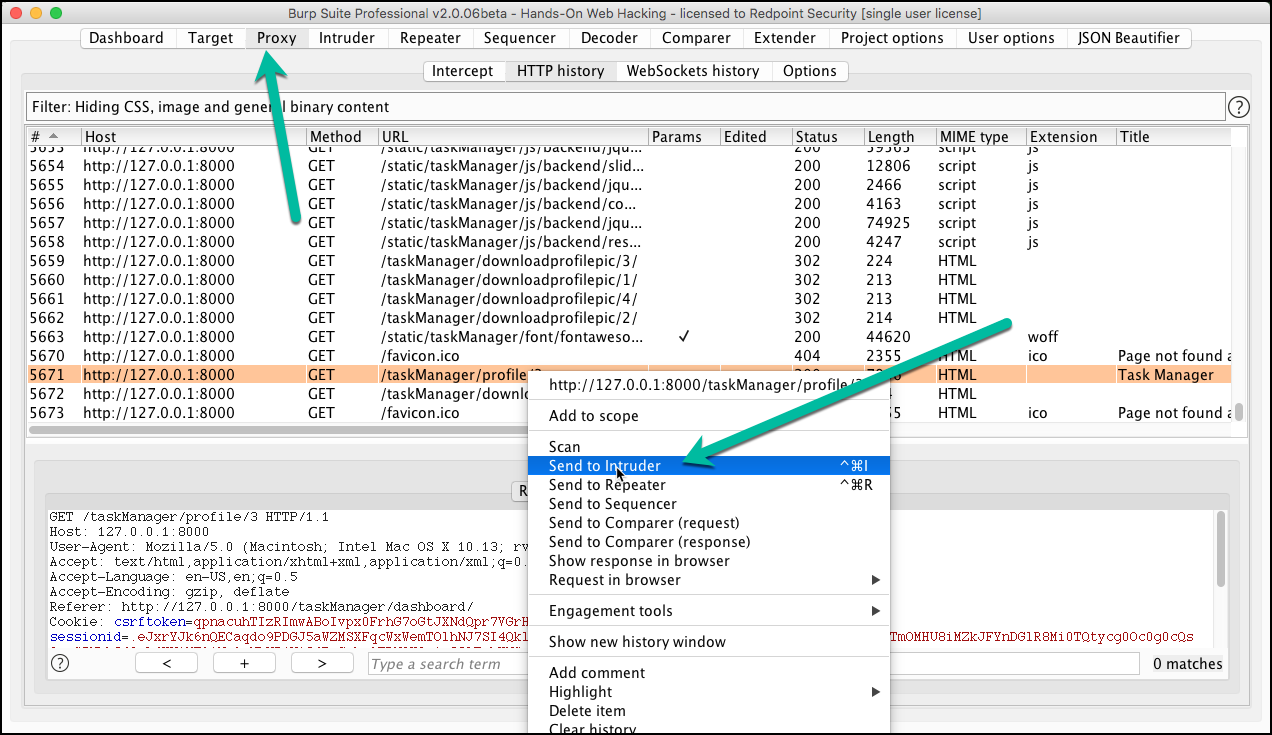 Burp Suite Professional v2.0.06beta - Hands-On Web Hacking - licensed to Redpoint Security [single user license]
Dashboard Target Proxy Intruder Repeater Sequencer Decoder Comparer Extender Project options User options JSON Beautifier
Intercept HTTP history WebSockets history Options
Filter: Hiding CSS, image and general binary content ?
# Host Method URL Params Edited Status Length MIME type Extension Title
5653 http://127.0.0.1:8000 GET /static/taskManager/js/backend/jqu... 200 script js
5654 http://127.0.0.1:8000 GET /static/taskManager/js/backend/slid... 200 12806 script js
5655 http://127.0.0.1:8000 GET /static/taskManager/js/backend/jqu... 200 2466 script js
5656 http://127.0.0.1:8000 GET /static/taskManager/js/backend/co... 200 4163 script js
5657 http://127.0.0.1:8000 GET /static/taskManager/js/backend/jqu... 200 74925 script js
5658 http://127.0.0.1:8000 GET /static/taskManager/js/backend/res... 200 4247 script js
5659 http://127.0.0.1:8000 GET /taskManager/downloadprofilepic/3/ 302 224 HTML
5660 http://127.0.0.1:8000 GET /taskManager/downloadprofilepic/1/ 302 213 HTML
5661 http://127.0.0.1:8000 GET /taskManager/downloadprofilepic/4/ 302 213 HTML
5662 http://127.0.0.1:8000 GET /taskManager/downloadprofilepic/2/ 302 214 HTML
5663 http://127.0.0.1:8000 GET /static/taskManager/font/fontaweso... ✓ 200 44620 woff
5670 http://127.0.0.1:8000 GET /favicon.ico 404 2355 HTML ico Page not found a
5671 http://127.0.0.1:8000 GET /taskManager/profile/3 HTML Task Manager
5672 http://127.0.0.1:8000 GET /taskManager/downlo HTML
5673 http://127.0.0.1:8000 GET /favicon.ico 55 HTML ico Page not found a
http://127.0.0.1:8000/taskManager/profile/3
Add to scope
Scan
Send to Intruder ^⌘I
Send to Repeater ^⌘R
Send to Sequencer
Send to Comparer (request)
Send to Comparer (response)
Show response in browser
Request in browser ▶
Engagement tools ▶
Show new history window
Add comment
Highlight ▶
Delete item
Clear history
R
GET /taskManager/profile/3 HTTP/1.1
Host: 127.0.0.1:8000
User-Agent: Mozilla/5.0 (Macintosh; Intel Mac OS X 10.13; rv
Accept: text/html,application/xhtml+xml,application/xml;q=0.
Accept-Language: en-US,en;q=0.5
Accept-Encoding: gzip, deflate
Referer: http://127.0.0.1:8000/taskManager/dashboard/
Cookie: csrftoken=qpnacuhTIzRImwABoIvpx0FrhG7oGtJXNdQpr7VGrH
sessionid=.eJxrYJk6nQECaqdo9PDGJ5aWZMSXFqcWxWemTOlhNJ7SI4Qkl TmOMHU8iMZkJFYnDGlR8Mi0TQtycg0Oc0g0cQs
? < + > Type a search term 0 matches